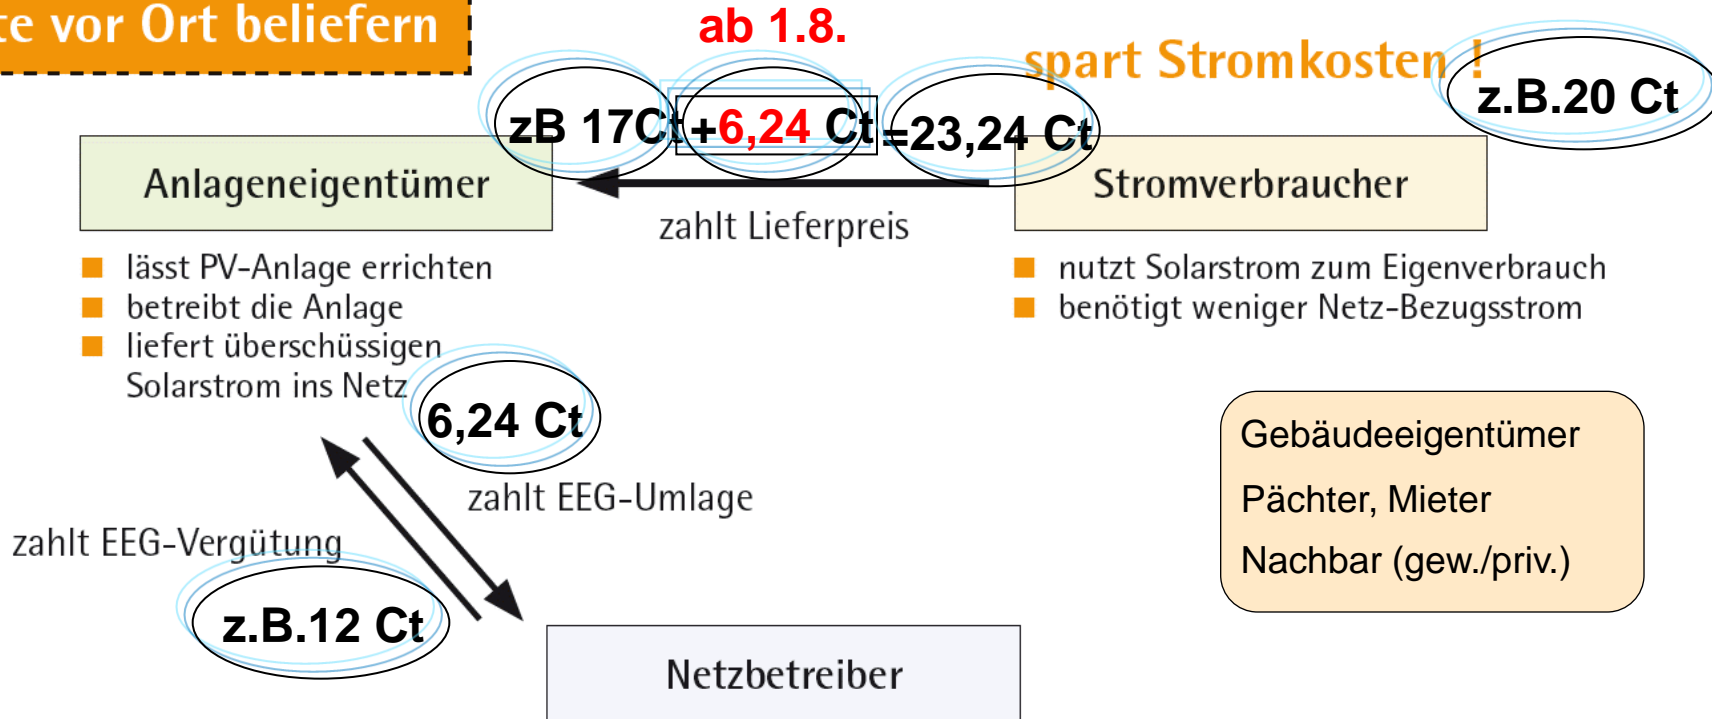 te vor Ort beliefern
ab 1.8.
spart Stromkosten !
z.B.20 Ct
zB 17Ct +6,24 Ct =23,24 Ct
Anlageneigentümer
Stromverbraucher
zahlt Lieferpreis
lässt PV-Anlage errichten
betreibt die Anlage
liefert überschüssigen
Solarstrom ins Netz
nutzt Solarstrom zum Eigenverbrauch
benötigt weniger Netz-Bezugsstrom
6,24 Ct
zahlt EEG-Umlage
zahlt EEG-Vergütung
z.B.12 Ct
Gebäudeeigentümer
Pächter, Mieter
Nachbar (gew./priv.)
Netzbetreiber